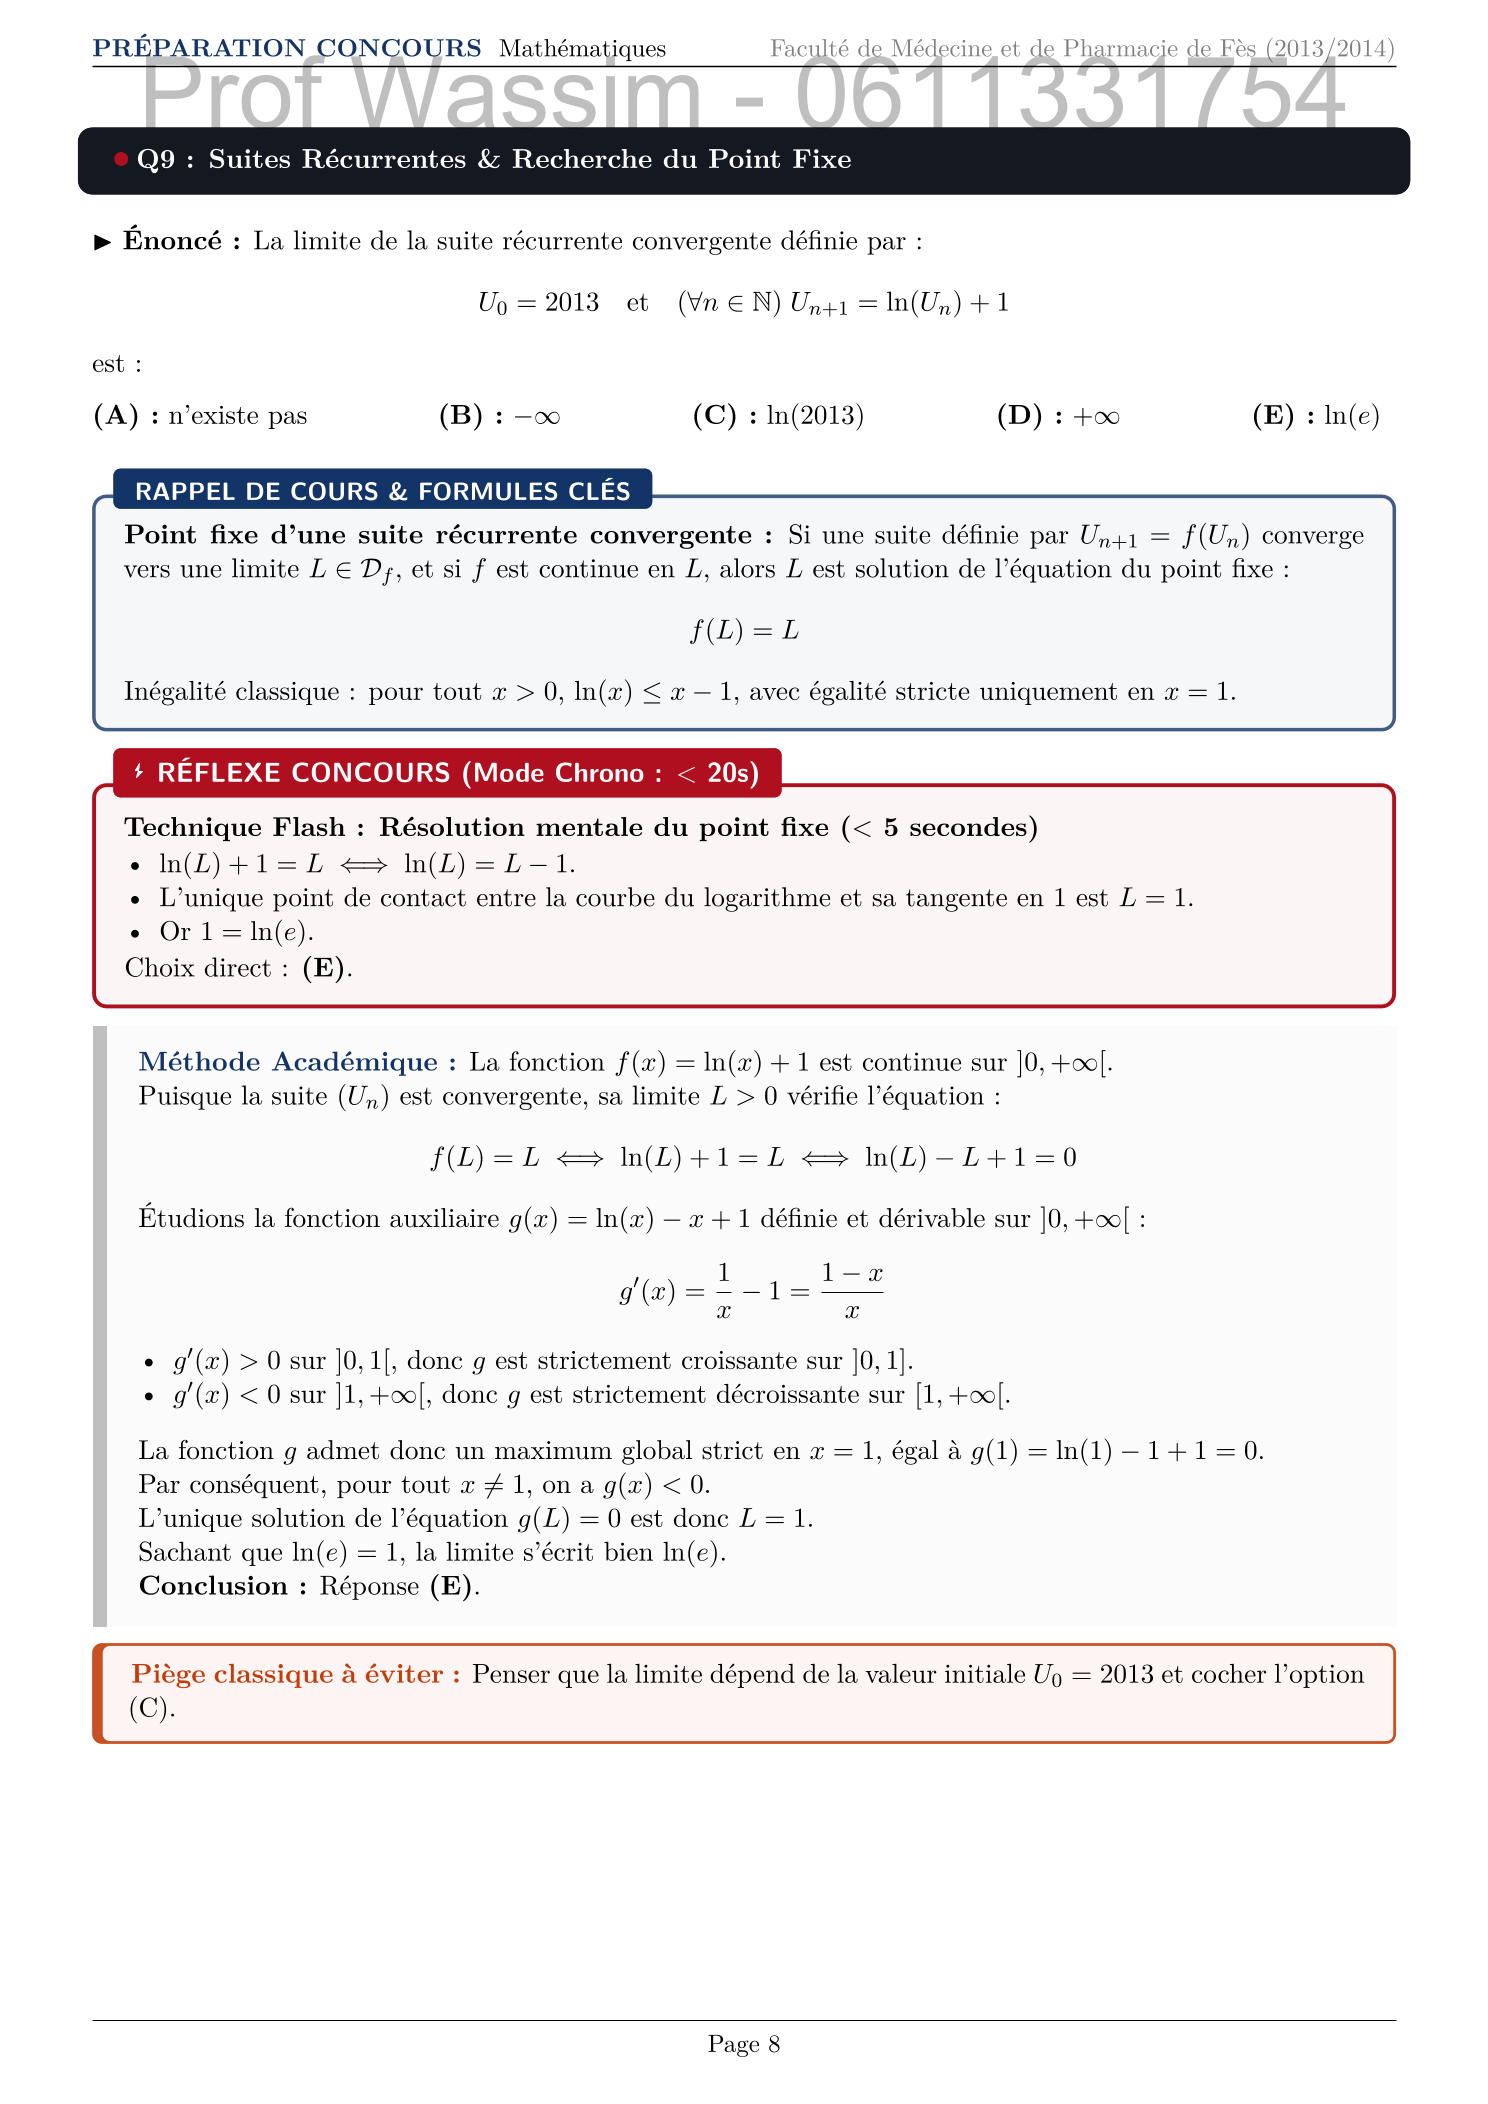 PRÉPARATION CONCOURS Mathématiques Faculté de Médecine et de Pharmacie de Fès (2013/2014)
Prof Wassim - 0611331754
Q9 : Suites Récurrentes & Recherche du Point Fixe
► Énoncé : La limite de la suite récurrente convergente définie par :
U₀ = 2013 et (∀n ∈ ℕ) Uₙ₊₁ = ln(Uₙ) + 1
est :
(A) : n'existe pas (B) : −∞ (C) : ln(2013) (D) : +∞ (E) : ln(e)
RAPPEL DE COURS & FORMULES CLÉS
Point fixe d'une suite récurrente convergente : Si une suite définie par Uₙ₊₁ = f(Uₙ) converge
vers une limite L ∈ 𝒟_f, et si f est continue en L, alors L est solution de l'équation du point fixe :
f(L) = L
Inégalité classique : pour tout x > 0, ln(x) ≤ x − 1, avec égalité stricte uniquement en x = 1.
RÉFLEXE CONCOURS (Mode Chrono : < 20s)
Technique Flash : Résolution mentale du point fixe (< 5 secondes)
• ln(L) + 1 = L ⟺ ln(L) = L − 1.
• L'unique point de contact entre la courbe du logarithme et sa tangente en 1 est L = 1.
• Or 1 = ln(e).
Choix direct : (E).
Méthode Académique : La fonction f(x) = ln(x) + 1 est continue sur ]0, +∞[.
Puisque la suite (Uₙ) est convergente, sa limite L > 0 vérifie l'équation :
f(L) = L ⟺ ln(L) + 1 = L ⟺ ln(L) − L + 1 = 0
Étudions la fonction auxiliaire g(x) = ln(x) − x + 1 définie et dérivable sur ]0, +∞[ :
g′(x) = 1/x − 1 = (1 − x)/x
• g′(x) > 0 sur ]0, 1[, donc g est strictement croissante sur ]0, 1].
• g′(x) < 0 sur ]1, +∞[, donc g est strictement décroissante sur [1, +∞[.
La fonction g admet donc un maximum global strict en x = 1, égal à g(1) = ln(1) − 1 + 1 = 0.
Par conséquent, pour tout x ≠ 1, on a g(x) < 0.
L'unique solution de l'équation g(L) = 0 est donc L = 1.
Sachant que ln(e) = 1, la limite s'écrit bien ln(e).
Conclusion : Réponse (E).
Piège classique à éviter : Penser que la limite dépend de la valeur initiale U₀ = 2013 et cocher l'option
(C).
Page 8